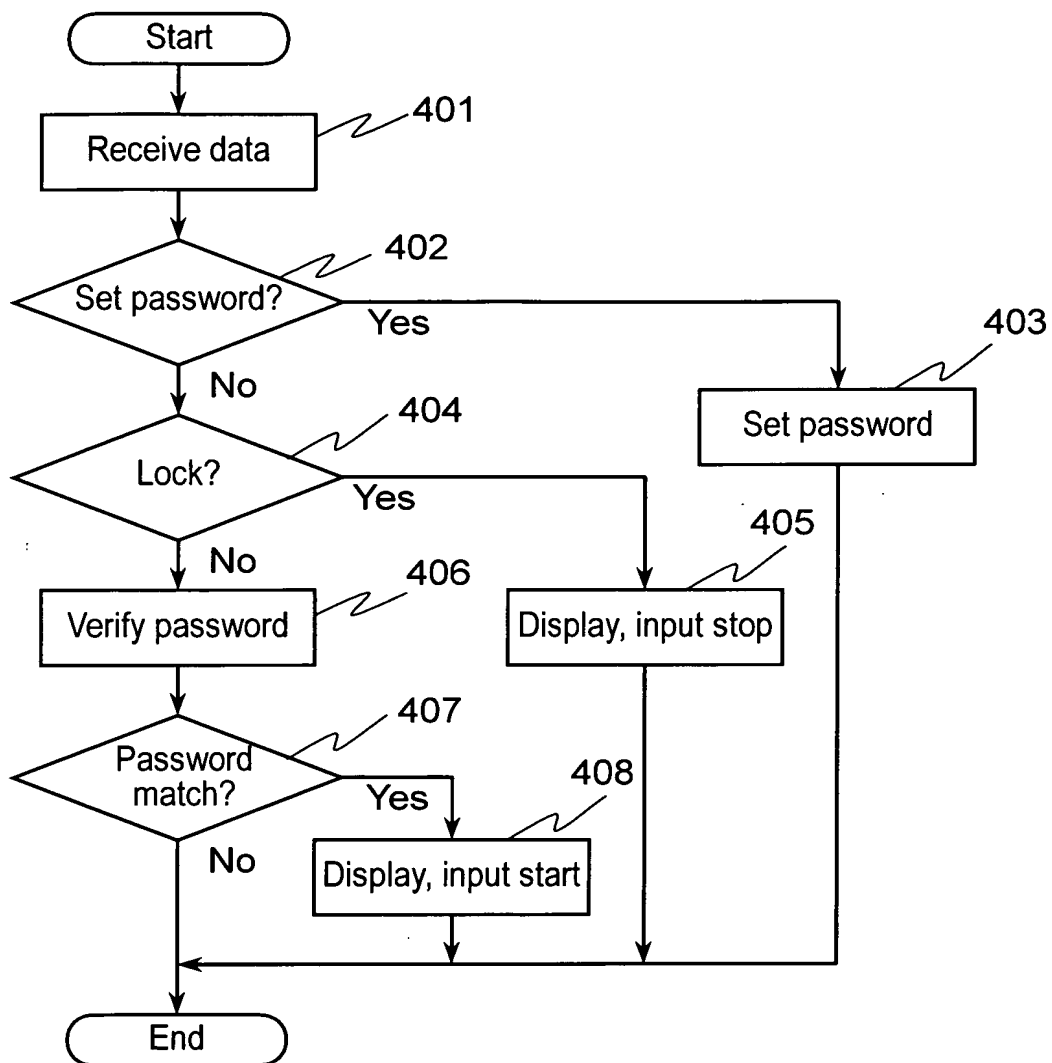 Start
401
Receive data
402
Set password?
Yes
403
No
Set password
404
Lock?
Yes
405
No
406
Verify password
Display, input stop
407
Password
match?
Yes
408
No
Display, input start
End